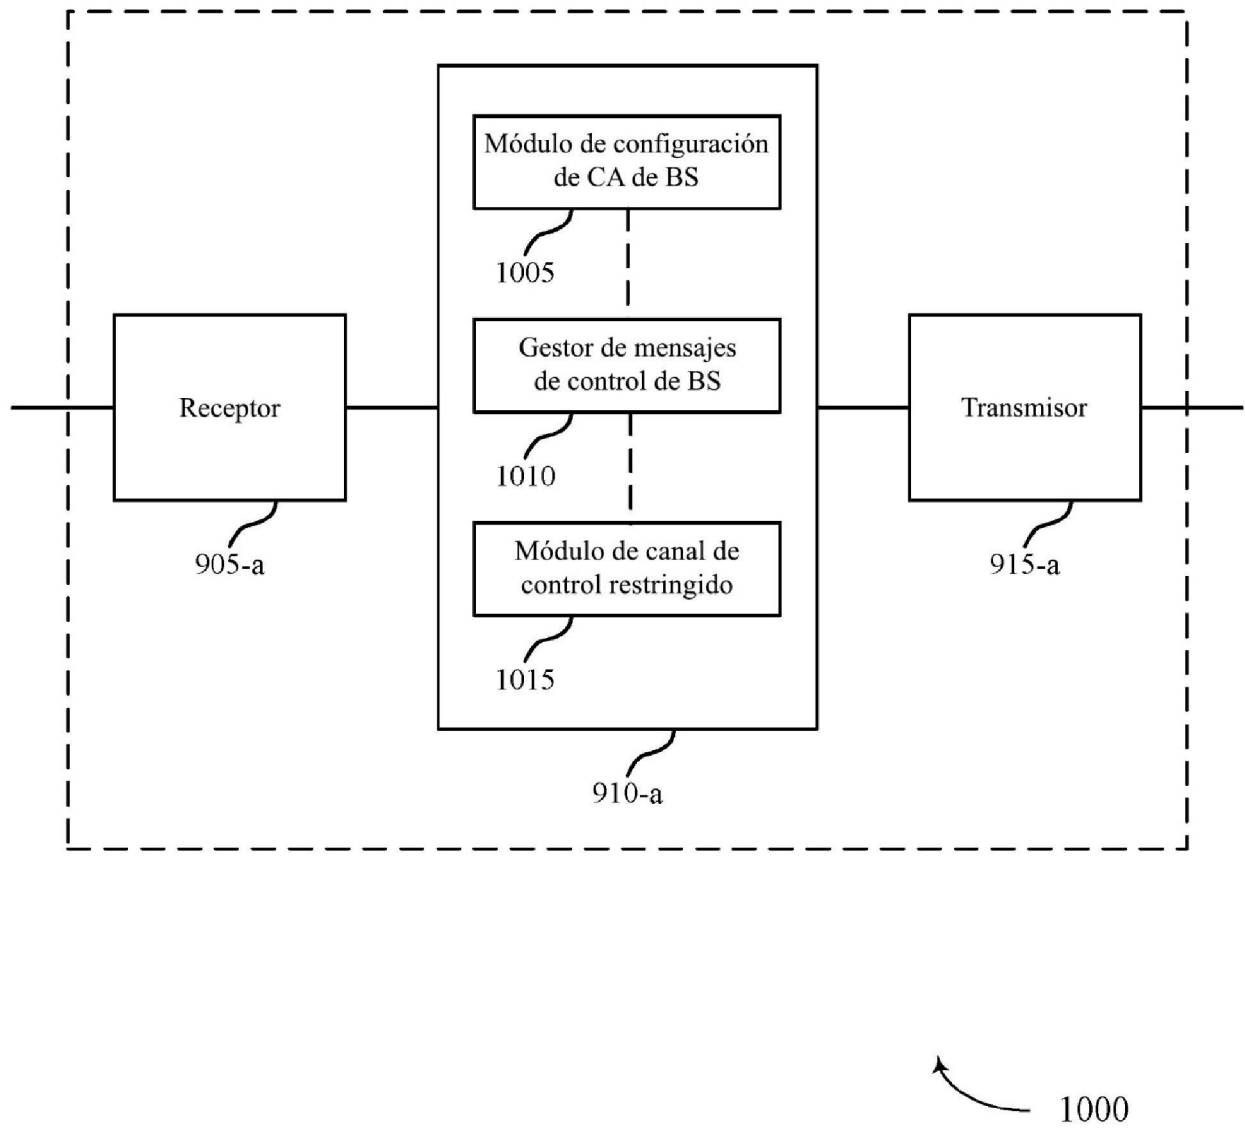 Módulo de configuración
de CA de BS
1005
Gestor de mensajes
de control de BS
1010
Módulo de canal de
control restringido
1015
910-a
Receptor
905-a
Transmisor
915-a
1000